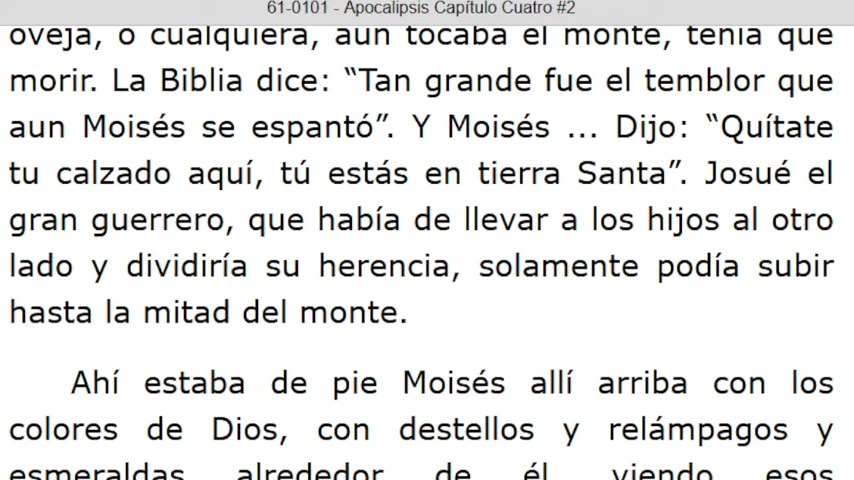 61-0101 - Apocalipsis Capítulo Cuatro #2
oveja, o cualquiera, aun tocaba el monte, tenía que
morir. La Biblia dice: “Tan grande fue el temblor que
aun Moisés se espantó”. Y Moisés ... Dijo: “Quítate
tu calzado aquí, tú estás en tierra Santa”. Josué el
gran guerrero, que había de llevar a los hijos al otro
lado y dividiría su herencia, solamente podía subir
hasta la mitad del monte.
Ahí estaba de pie Moisés allí arriba con los
colores de Dios, con destellos y relámpagos y
esmeraldas alrededor de él, viendo esos